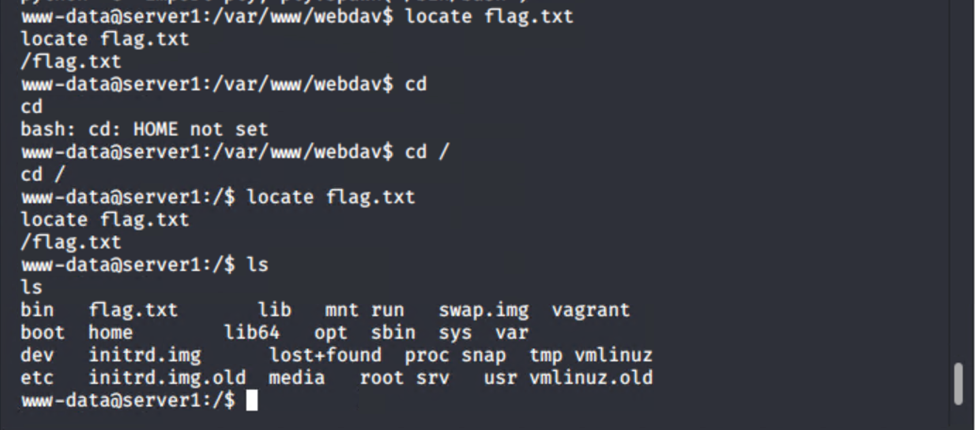 www-data@server1:/var/www/webdav$ locate flag.txt
locate flag.txt
/flag.txt
www-data@server1:/var/www/webdav$ cd
cd
bash: cd: HOME not set
www-data@server1:/var/www/webdav$ cd /
cd /
www-data@server1:/$ locate flag.txt
locate flag.txt
/flag.txt
www-data@server1:/$ ls
ls
bin   flag.txt        lib   mnt run   swap.img  vagrant
boot  home         lib64   opt  sbin  sys  var
dev   initrd.img      lost+found  proc snap  tmp vmlinuz
etc   initrd.img.old  media   root srv   usr vmlinuz.old
www-data@server1:/$